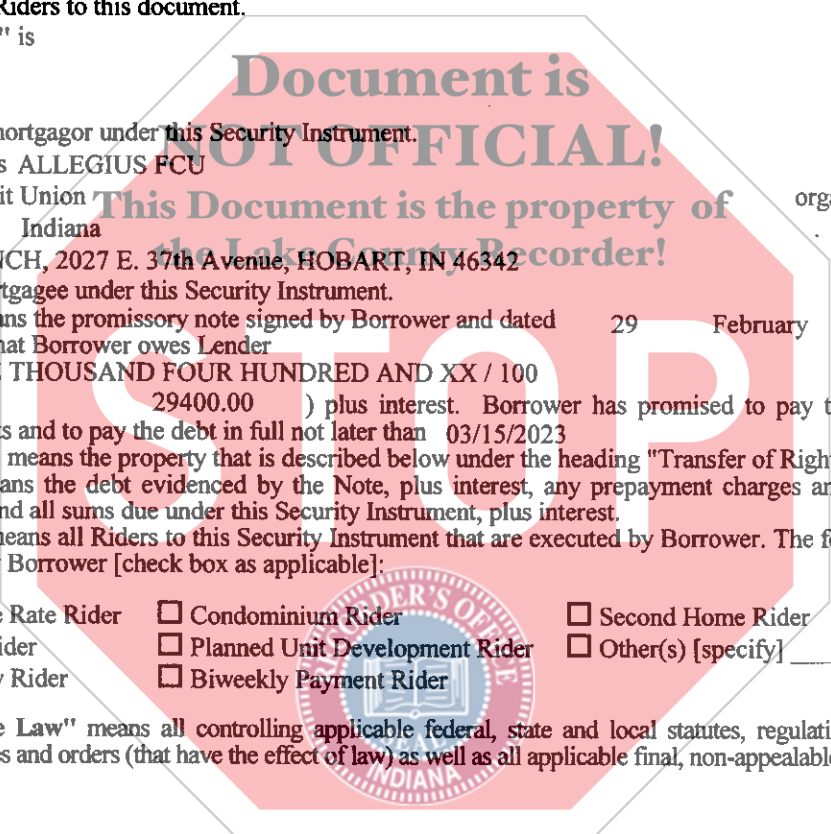 Riders to this document.
" is
Document is
mortgagor under this Security Instrument.
NOT OFFICIAL!
s ALLEGIUS FCU
it Union orga
This Document is the property of
Indiana
the Lake County Recorder!
NCH, 2027 E. 37th Avenue, HOBART, IN 46342
tgagee under this Security Instrument.
ans the promissory note signed by Borrower and dated 29 February
hat Borrower owes Lender
THOUSAND FOUR HUNDRED AND XX / 100
29400.00 ) plus interest. Borrower has promised to pay t
s and to pay the debt in full not later than 03/15/2023
STOP
means the property that is described below under the heading "Transfer of Righ
ans the debt evidenced by the Note, plus interest, any prepayment charges an
nd all sums due under this Security Instrument, plus interest.
means all Riders to this Security Instrument that are executed by Borrower. The f
Borrower [check box as applicable]:
e Rate Rider ☐ Condominium Rider ☐ Second Home Rider
ider ☐ Planned Unit Development Rider ☐ Other(s) [specify]
y Rider ☐ Biweekly Payment Rider
RECORDER'S OFFICE
e Law" means all controlling applicable federal, state and local statutes, regulati
s and orders (that have the effect of law) as well as all applicable final, non-appealable
INDIANA